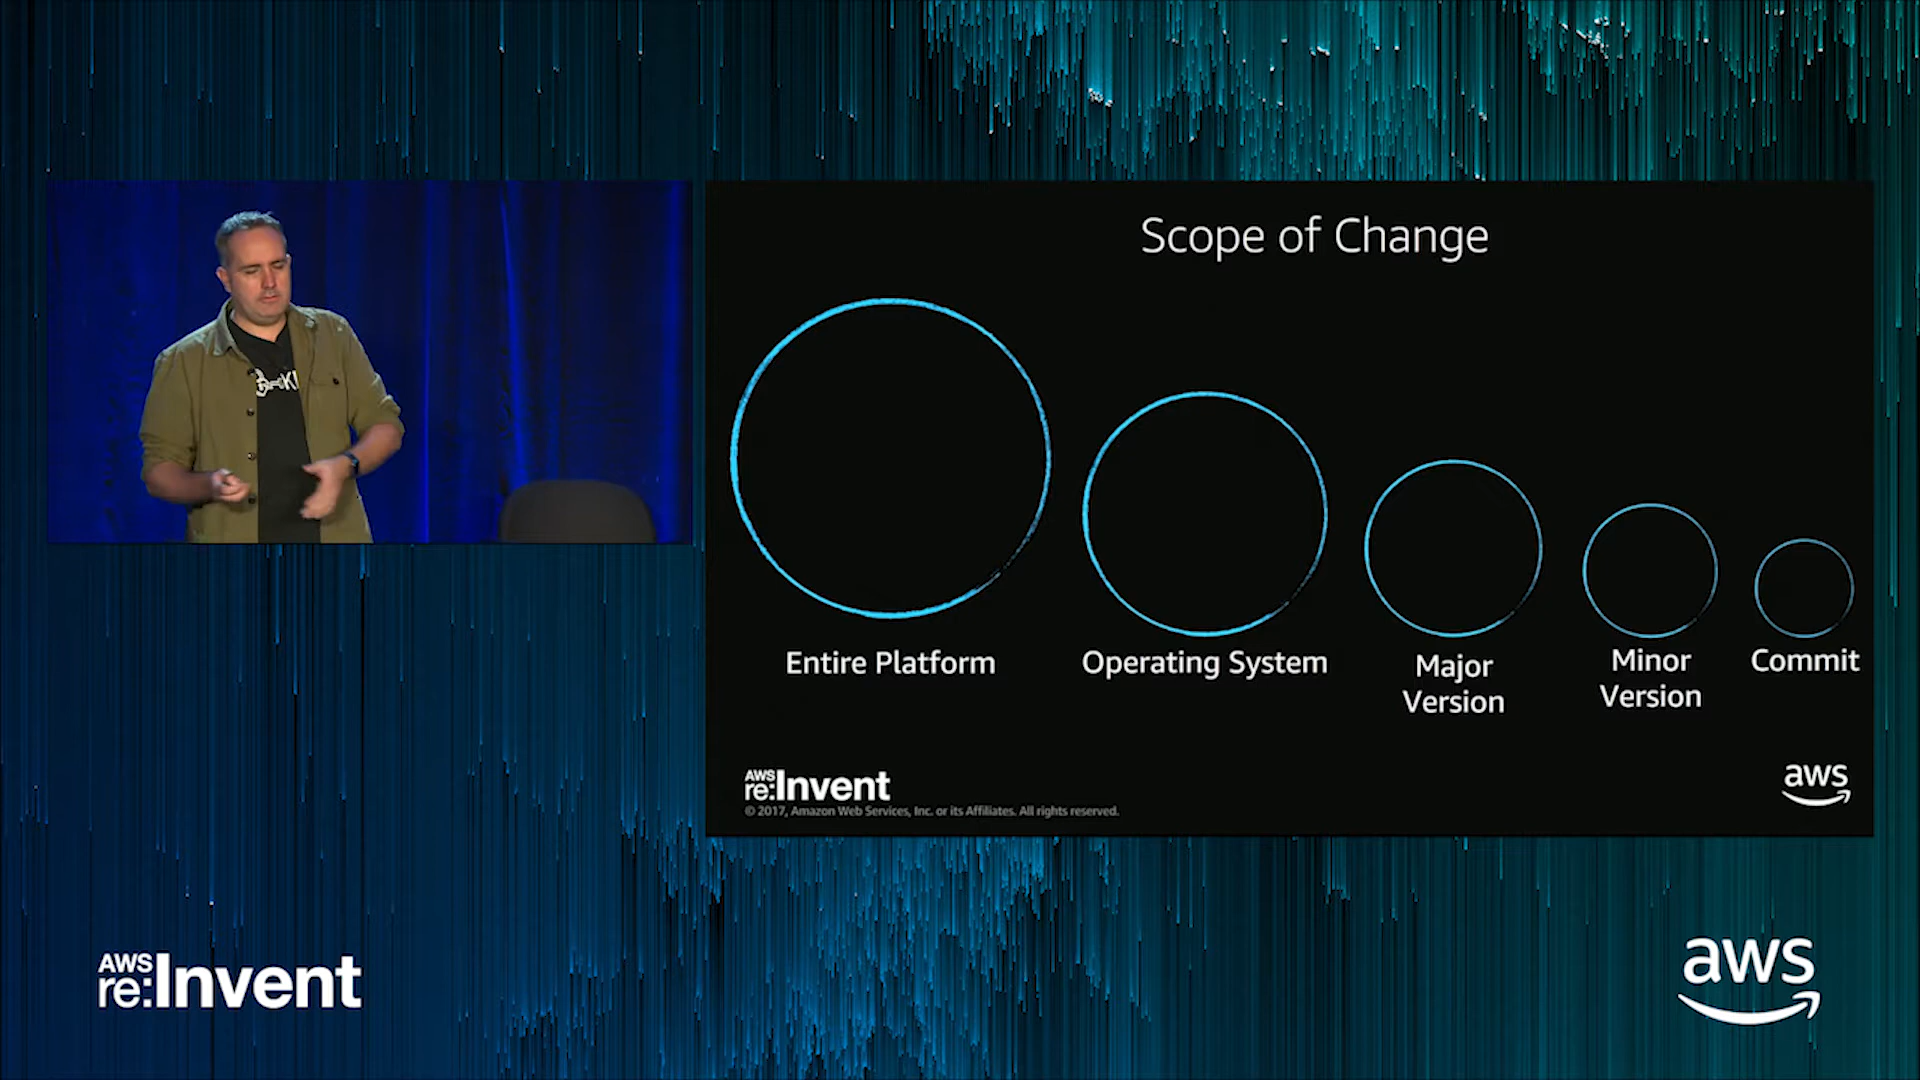 Scope of Change
Entire Platform
Operating System
Major
Version
Minor
Version
Commit
AWS
re:Invent
© 2017, Amazon Web Services, Inc. or its Affiliates. All rights reserved.
aws
AWS
re:Invent
aws